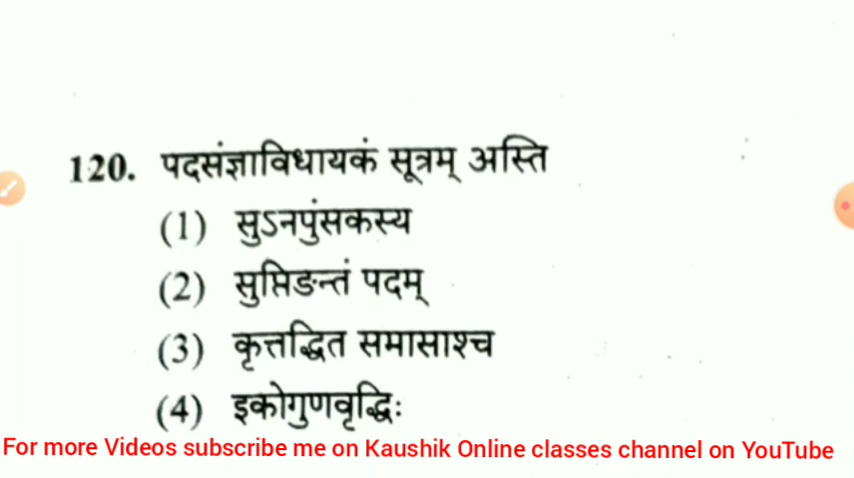 120. पदसंज्ञाविधायकं सूत्रम् अस्ति
(1) सुऽनपुंसकस्य
(2) सुप्तिङन्तं पदम्
(3) कृत्तद्धित समासाश्च
(4) इकोगुणवृद्धिः
For more Videos subscribe me on Kaushik Online classes channel on YouTube